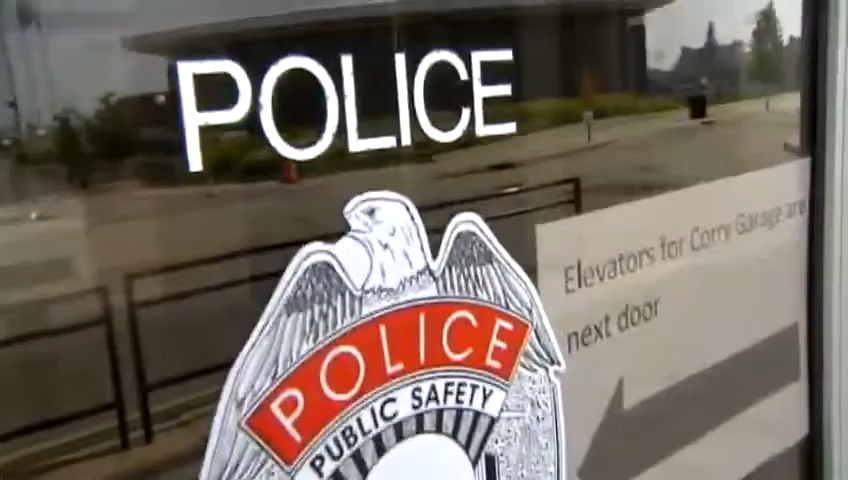 POLICE
POLICE
PUBLIC SAFETY
Elevators for Corry Garage are
next door